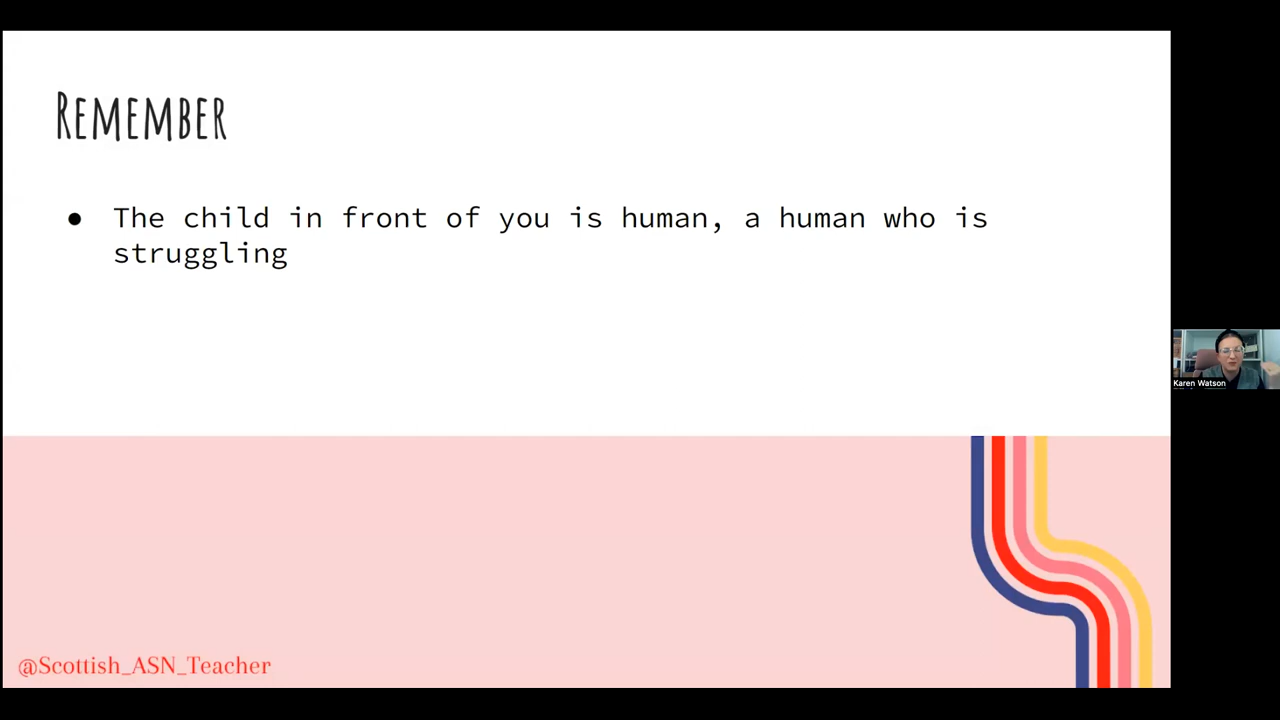 Remember
● The child in front of you is human, a human who is
struggling
Karen Watson
@Scottish_ASN_Teacher